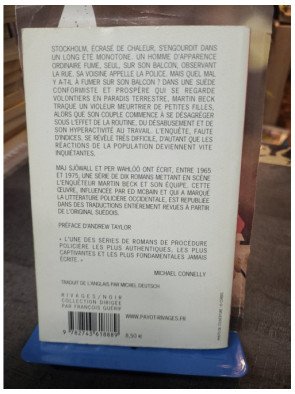 STOCKHOLM, ÉCRASÉ DE CHALEUR, S'ENGOURDIT DANS
UN LONG ÉTÉ MONOTONE. UN HOMME D'APPARENCE
ORDINAIRE FUME, SEUL, SUR SON BALCON, OBSERVANT
LA RUE. SA VOISINE APPELLE LA POLICE, MAIS QUEL MAL
Y A-T-IL À FUMER SUR SON BALCON ? DANS UNE SUÈDE
CONFORMISTE ET PROSPÈRE QUI SE REGARDE
VOLONTIERS EN PARADIS TERRESTRE, MARTIN BECK
TRAQUE UN VIOLEUR MEURTRIER DE PETITES FILLES,
ALORS QUE SON COUPLE COMMENCE À SE DÉSAGRÉGER
SOUS L'EFFET DE LA ROUTINE, DU DÉSABUSEMENT ET DE
SON HYPERACTIVITÉ AU TRAVAIL. L'ENQUÊTE, FAUTE
D'INDICES, SE RÉVÈLE TRÈS DIFFICILE, D'AUTANT QUE LES
RÉACTIONS DE LA POPULATION DEVIENNENT VITE
INQUIÉTANTES.
MAJ SJÖWALL ET PER WAHLÖÖ ONT ÉCRIT, ENTRE 1965
ET 1975, UNE SÉRIE DE DIX ROMANS METTANT EN SCÈNE
L'ENQUÊTEUR MARTIN BECK ET SON ÉQUIPE. CETTE
ŒUVRE, INFLUENCÉE PAR ED MCBAIN ET QUI A MARQUÉ
LA LITTÉRATURE POLICIÈRE OCCIDENTALE, EST REPUBLIÉE
DANS DES TRADUCTIONS ENTIÈREMENT REVUES À PARTIR
DE L'ORIGINAL SUÉDOIS.
PRÉFACE D'ANDREW TAYLOR
« L'UNE DES SÉRIES DE ROMANS DE PROCÉDURE
POLICIÈRE LES PLUS AUTHENTIQUES, LES PLUS
CAPTIVANTES ET LES PLUS FONDAMENTALES JAMAIS
ÉCRITE. »
MICHAEL CONNELLY
TRADUIT DE L'ANGLAIS PAR MICHEL DEUTSCH
RIVAGES/NOIR
COLLECTION DIRIGÉE
PAR FRANÇOIS GUÉRIF
WWW.PAYOT-RIVAGES.FR
9 782743 618889
8,50 €